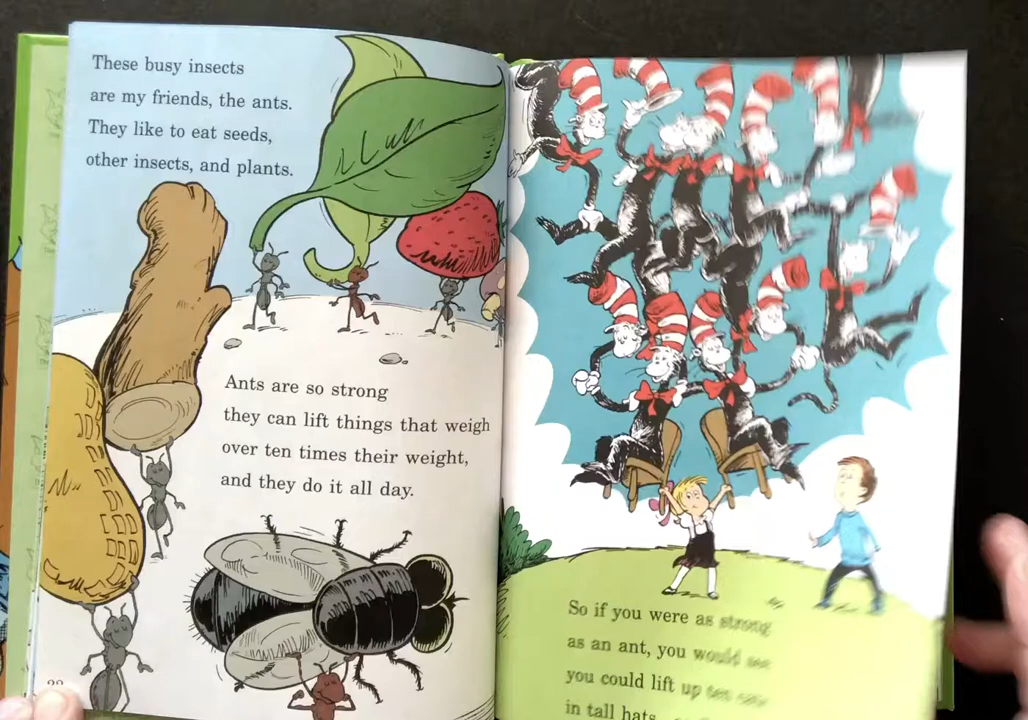 These busy insects
are my friends, the ants.
They like to eat seeds,
other insects, and plants.
Ants are so strong
they can lift things that weigh
over ten times their weight,
and they do it all day.
So if you were as strong
as an ant, you would see
you could lift up ten
in tall hats,